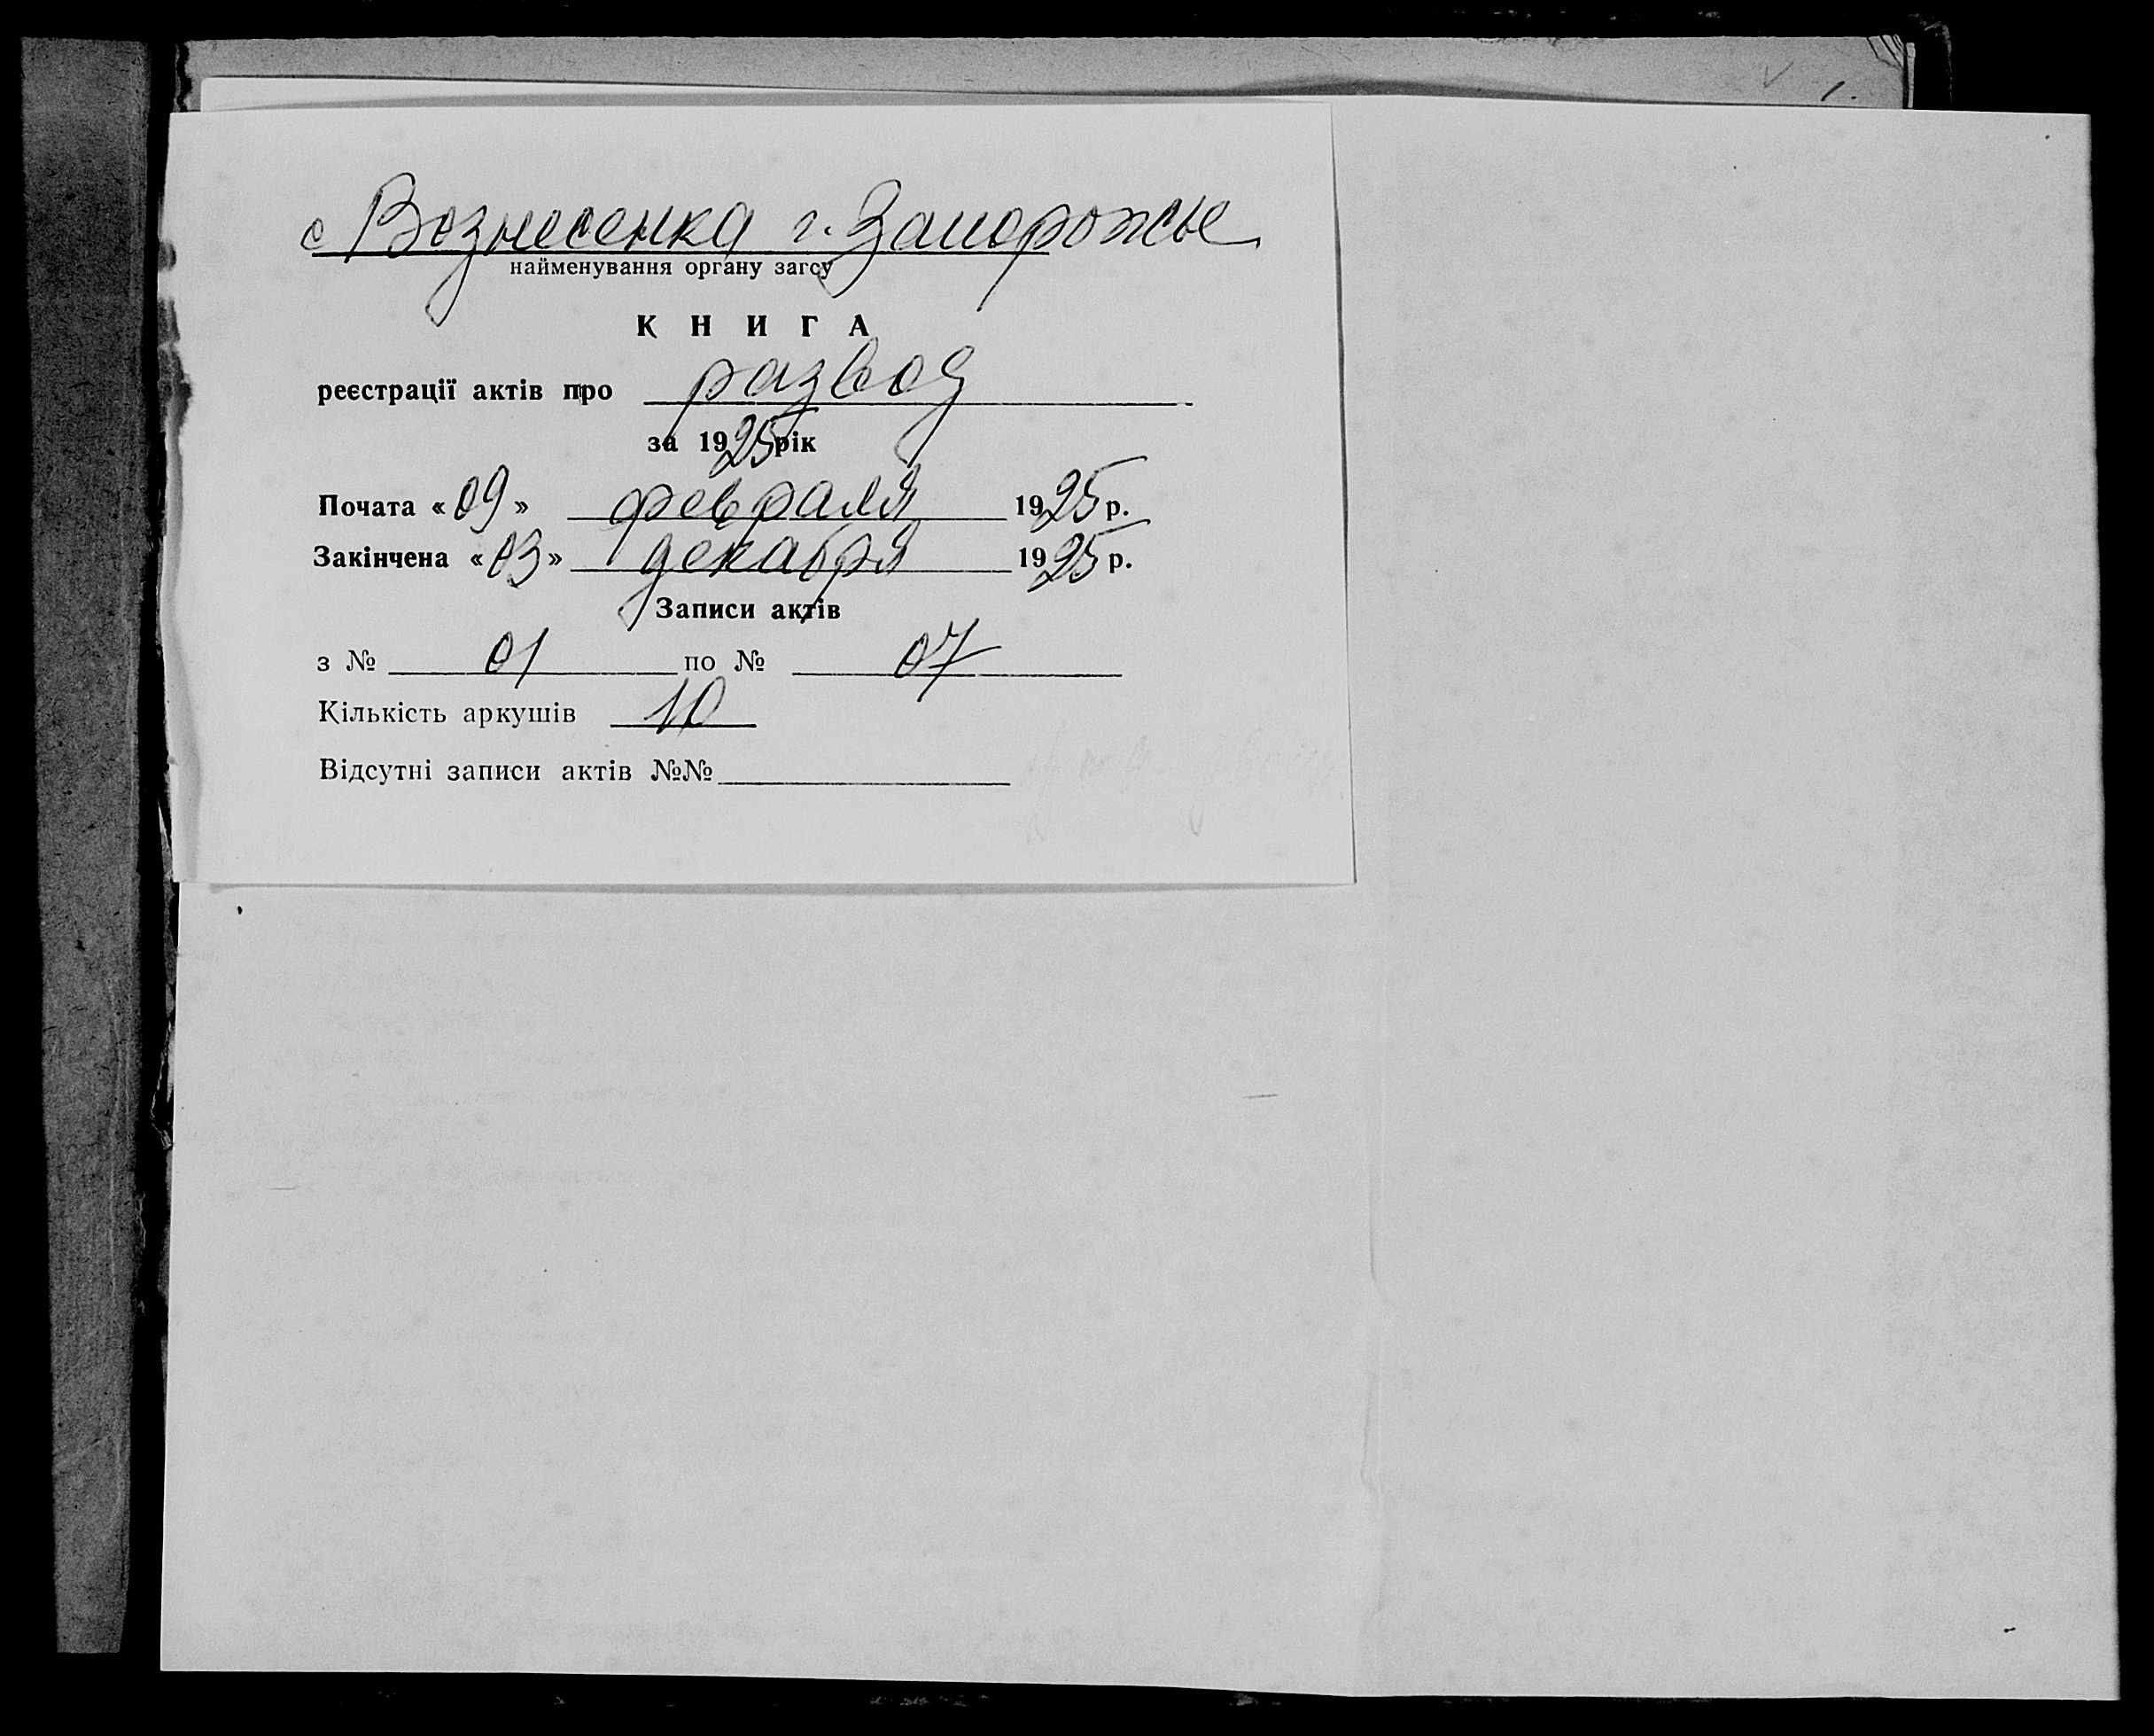 с Вознесенка г. Запорожье
найменування органу загсу
КНИГА
реєстрації актів про развод
за 1925 рік
Почата «09» февраля 1925 р.
Закінчена «03» декабря 1925 р.
Записи актів
з № 01 по № 07
Кількість аркушів 10
Відсутні записи актів №№